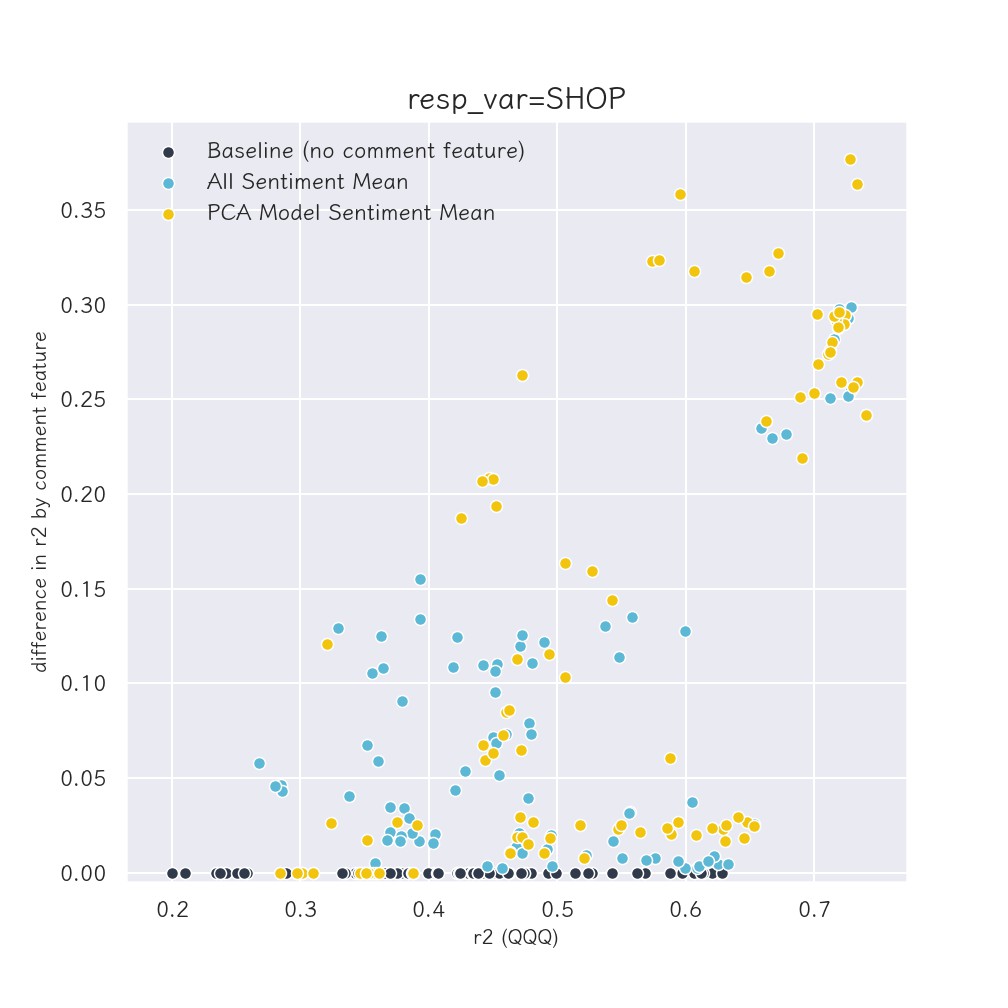 resp_var=SHOP
Baseline (no comment feature)
All Sentiment Mean
PCA Model Sentiment Mean
difference in r2 by comment feature
0.35
0.30
0.25
0.20
0.15
0.10
0.05
0.00
0.2 0.3 0.4 0.5 0.6 0.7
r2 (QQQ)